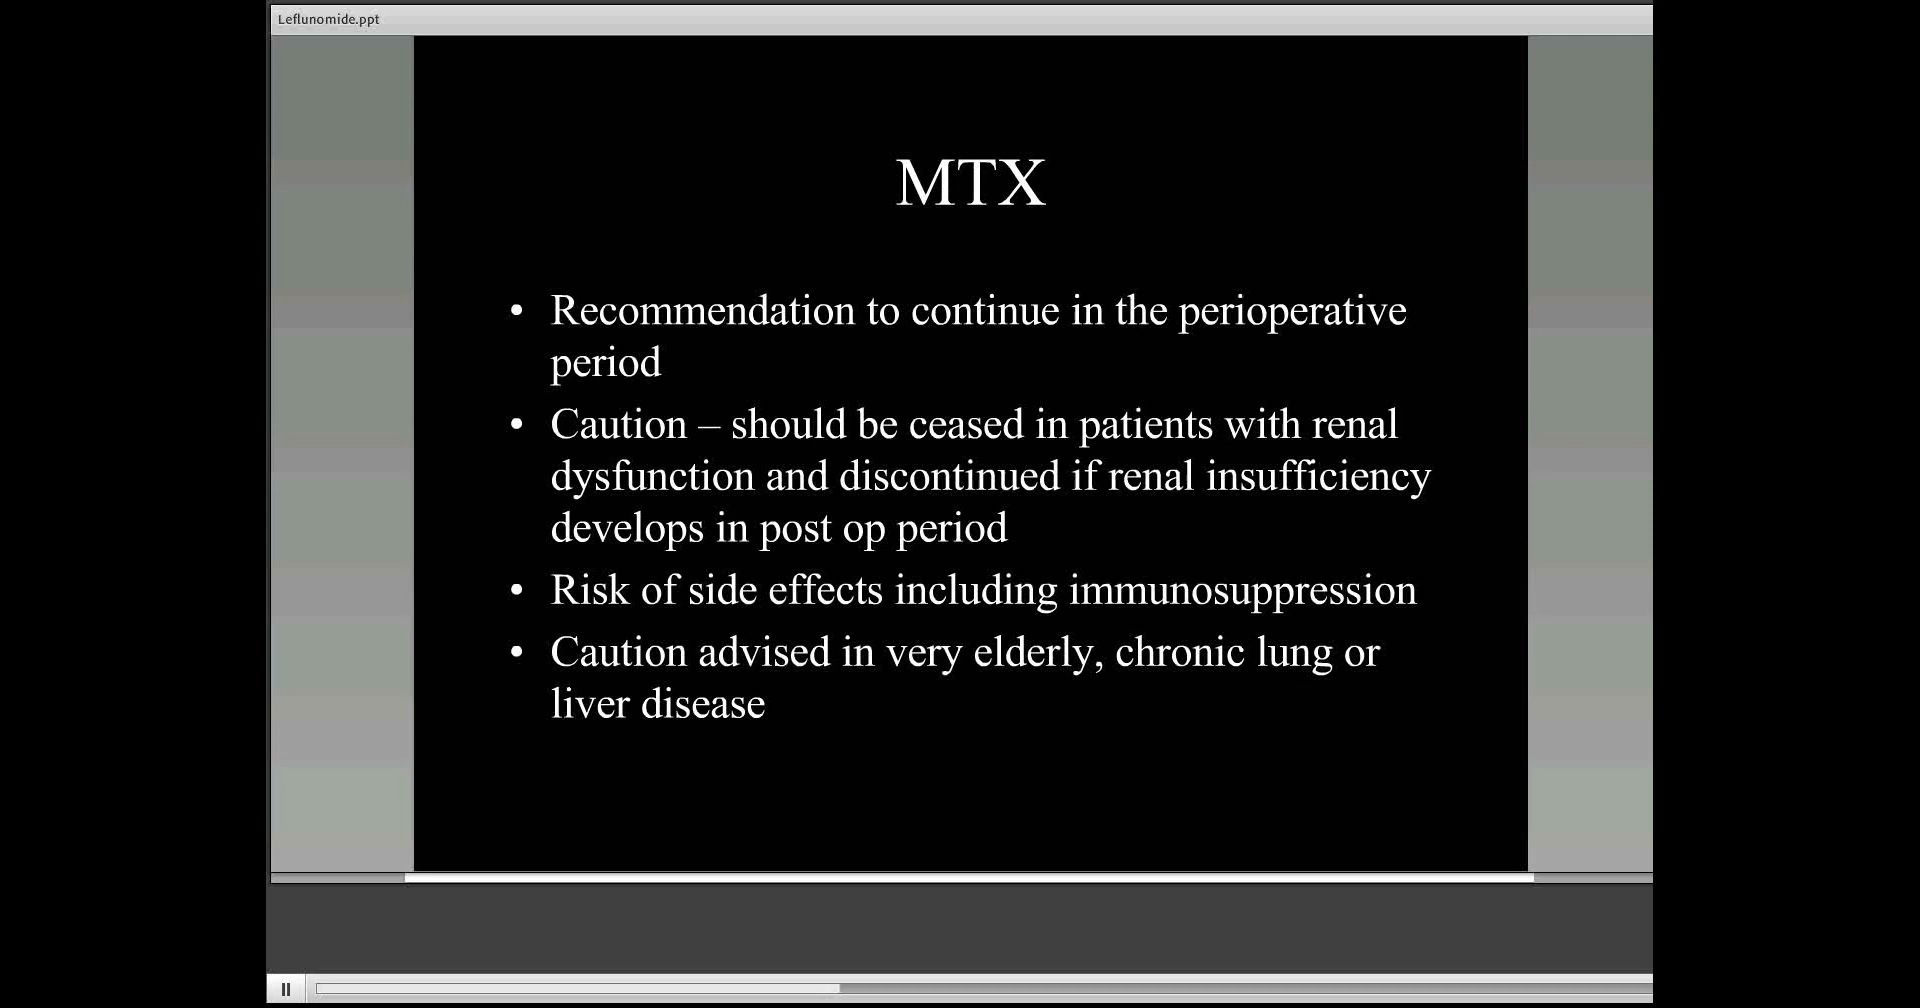 Leflunomide.ppt
MTX
• Recommendation to continue in the perioperative
period
• Caution – should be ceased in patients with renal
dysfunction and discontinued if renal insufficiency
develops in post op period
• Risk of side effects including immunosuppression
• Caution advised in very elderly, chronic lung or
liver disease